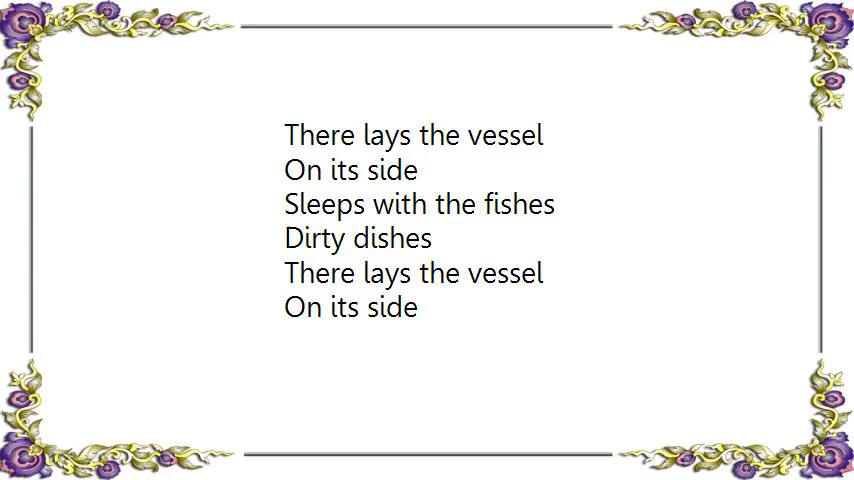 There lays the vessel
On its side
Sleeps with the fishes
Dirty dishes
There lays the vessel
On its side